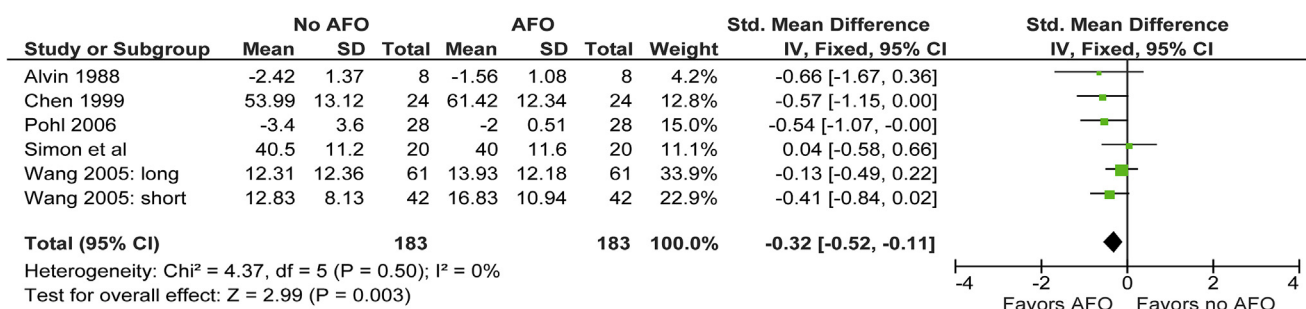 No AFO AFO Std. Mean Difference Std. Mean Difference
Study or Subgroup Mean SD Total Mean SD Total Weight IV, Fixed, 95% CI IV, Fixed, 95% CI
Alvin 1988 -2.42 1.37 8 -1.56 1.08 8 4.2% -0.66 [-1.67, 0.36]
Chen 1999 53.99 13.12 24 61.42 12.34 24 12.8% -0.57 [-1.15, 0.00]
Pohl 2006 -3.4 3.6 28 -2 0.51 28 15.0% -0.54 [-1.07, -0.00]
Simon et al 40.5 11.2 20 40 11.6 20 11.1% 0.04 [-0.58, 0.66]
Wang 2005: long 12.31 12.36 61 13.93 12.18 61 33.9% -0.13 [-0.49, 0.22]
Wang 2005: short 12.83 8.13 42 16.83 10.94 42 22.9% -0.41 [-0.84, 0.02]
Total (95% CI) 183 183 100.0% -0.32 [-0.52, -0.11]
Heterogeneity: Chi² = 4.37, df = 5 (P = 0.50); I² = 0%
Test for overall effect: Z = 2.99 (P = 0.003)
-4 -2 0 2 4
Favors AFO Favors no AFO